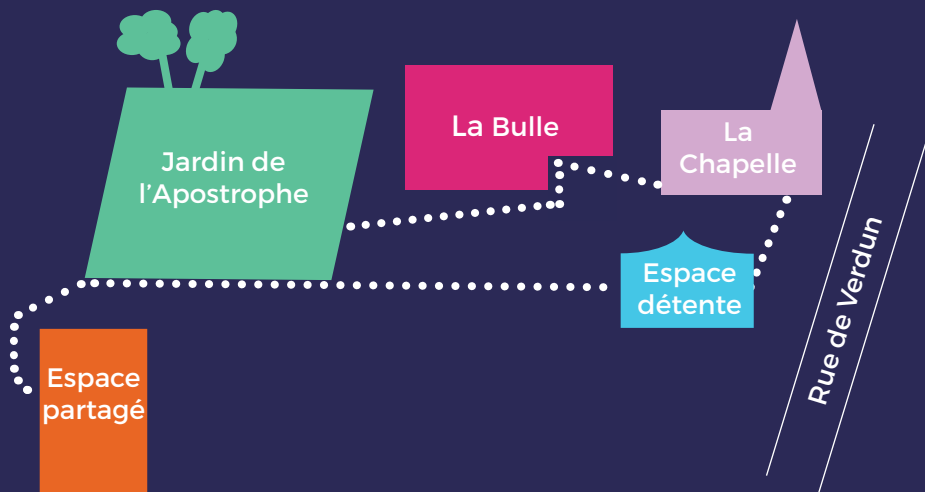 Jardin de
l'Apostrophe
La Bulle
La
Chapelle
Espace
détente
Espace
partagé
Rue de Verdun